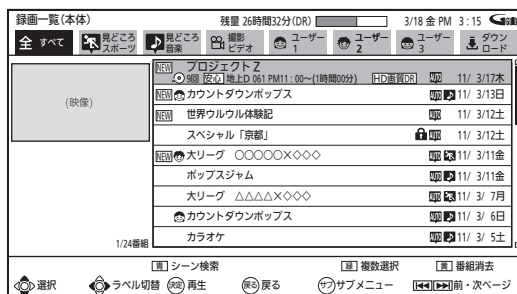 録画一覧(本体) 残量 26時間32分(DR) 3/18 金 PM 3:15
全 すべて 見どころ スポーツ 見どころ 音楽 撮影 ビデオ ユーザー 1 ユーザー 2 ユーザー 3 ダウン ロード
(映像)
NEW プロジェクトZ
9回 安心 地上D 061 PM11:00~(1時間00分) HD画質DR 11/ 3/17木
NEW カウントダウンポップス 11/ 3/13日
NEW 世界ウルウル体験記 11/ 3/12土
スペシャル「京都」 11/ 3/12土
NEW 大リーグ ○○○○○×◇◇◇ 11/ 3/11金
ポップスジャム 11/ 3/11金
大リーグ △△△△×◇◇◇ 11/ 3/ 7月
カウントダウンポップス 11/ 3/ 6日
カラオケ 11/ 3/ 5土
1/24番組
青 シーン検索 緑 複数選択 黄 番組消去
選択 ラベル切替 決定 再生 戻る 戻る サブ サブメニュー 前・次ページ